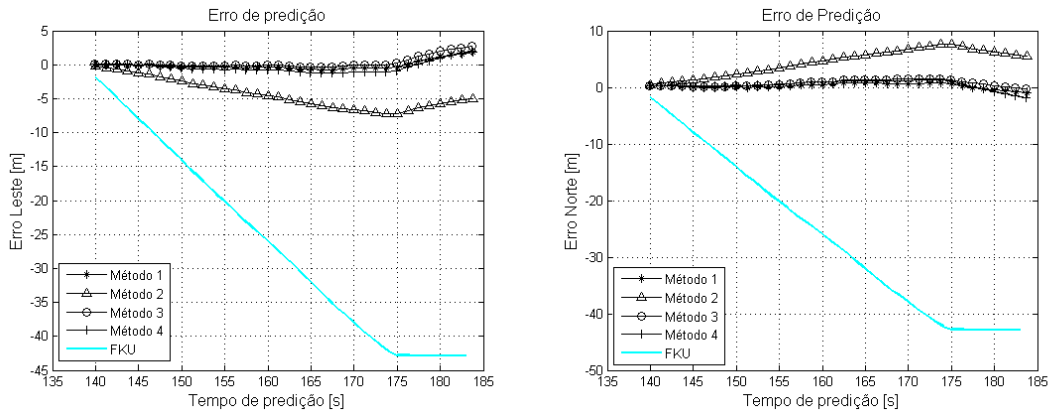 Erro de predição
5
0
-5
-10
-15
-20
-25
-30
-35
-40
-45
Erro Leste [m]
Método 1
Método 2
Método 3
Método 4
FKU
135 140 145 150 155 160 165 170 175 180 185
Tempo de predição [s]
Erro de Predição
10
0
-10
-20
-30
-40
-50
Erro Norte [m]
Método 1
Método 2
Método 3
Método 4
FKU
135 140 145 150 155 160 165 170 175 180 185
Tempo de predição [s]